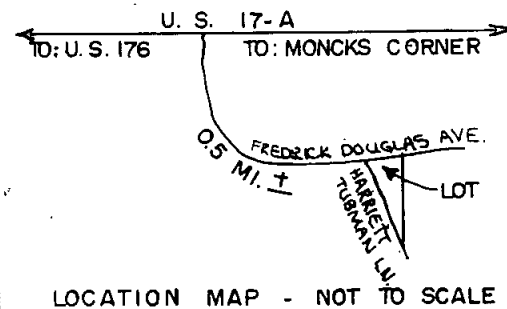 U. S. 17-A
TO: U.S. 176 TO: MONCKS CORNER
0.5 MI. ±
FREDRICK DOUGLAS AVE.
LOT
HARRIETT
TUBMAN LN.
LOCATION MAP - NOT TO SCALE